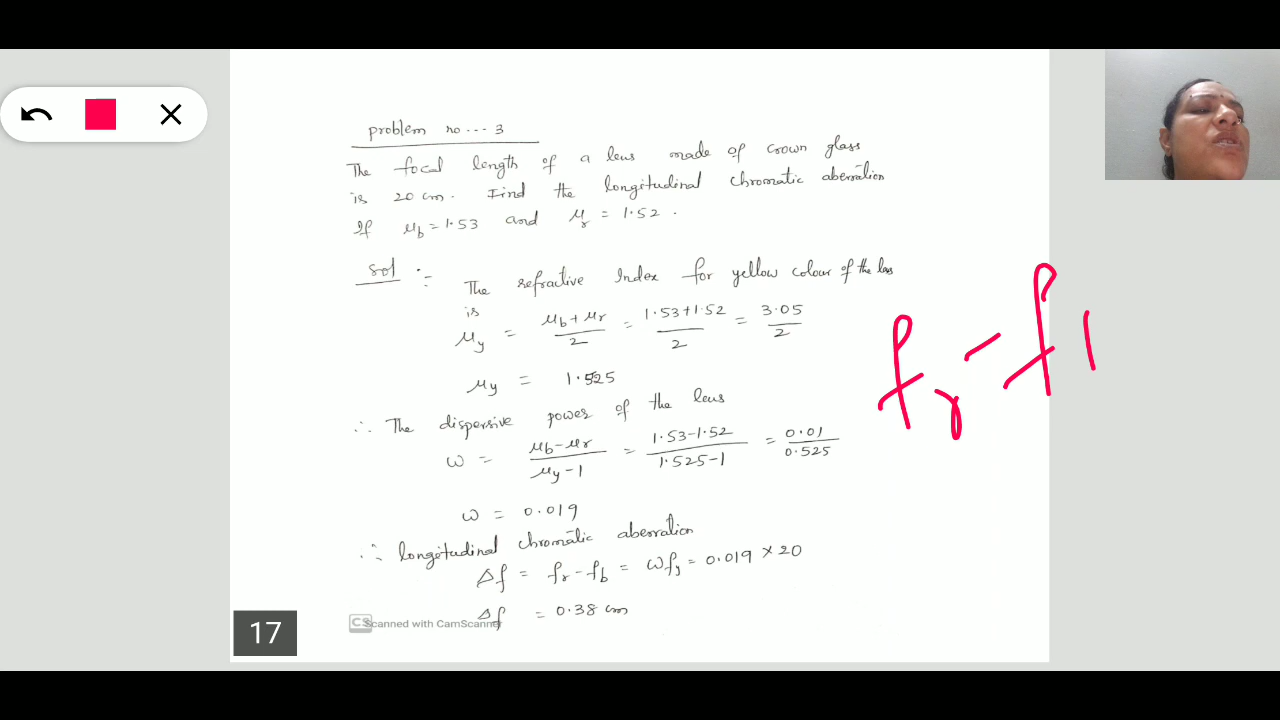 problem no --- 3
The focal length of a lens made of crown glass
is 20 cm. Find the longitudinal chromatic aberration
If μb = 1.53 and μr = 1.52 .
Sol :-
The refractive Index for yellow colour of the lens
is
μy = μb+μr/2 = 1.53+1.52/2 = 3.05/2
μy = 1.525
∴ The dispersive power of the lens
ω = μb-μr/μy-1 = 1.53-1.52/1.525-1 = 0.01/0.525
ω = 0.019
∴ longitudinal chromatic aberration
Δf = fr - fb = ωfy = 0.019 × 20
Δf = 0.38 cm
CS Scanned with CamScanner
17
fr - f